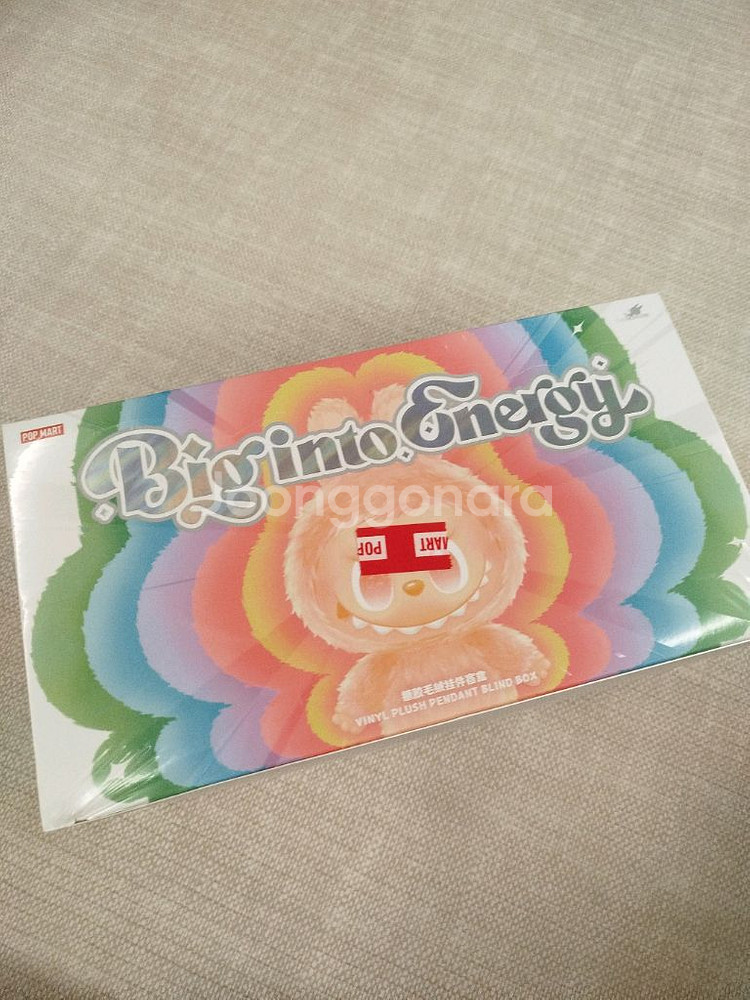 POP MART
Big into Energy
joonggonara
POP MART
搪胶毛绒挂件盲盒
VINYL PLUSH PENDANT BLIND BOX